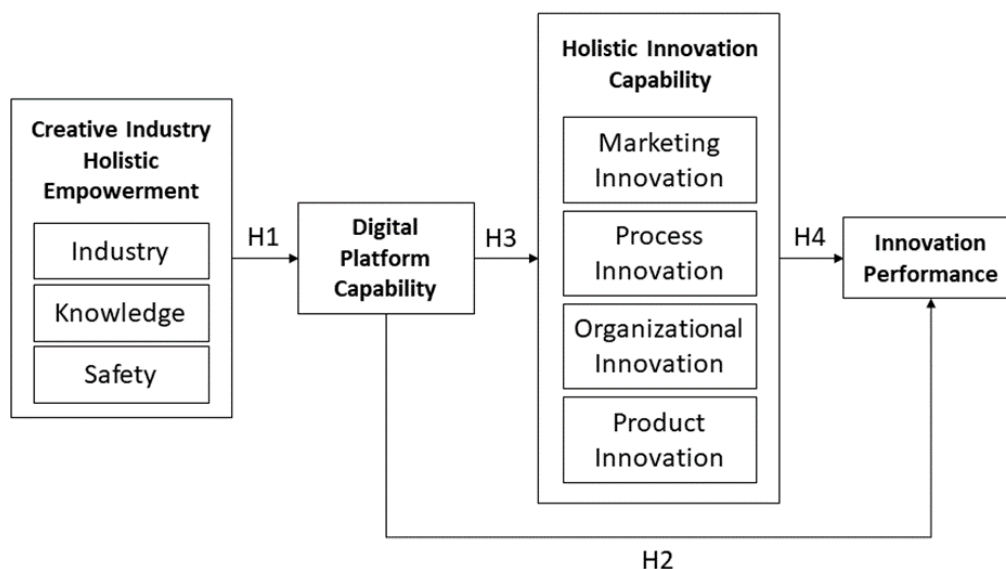 Creative Industry
Holistic
Empowerment
Industry
Knowledge
Safety
H1
Digital
Platform
Capability
H3
Holistic Innovation
Capability
Marketing
Innovation
Process
Innovation
Organizational
Innovation
Product
Innovation
H4
Innovation
Performance
H2